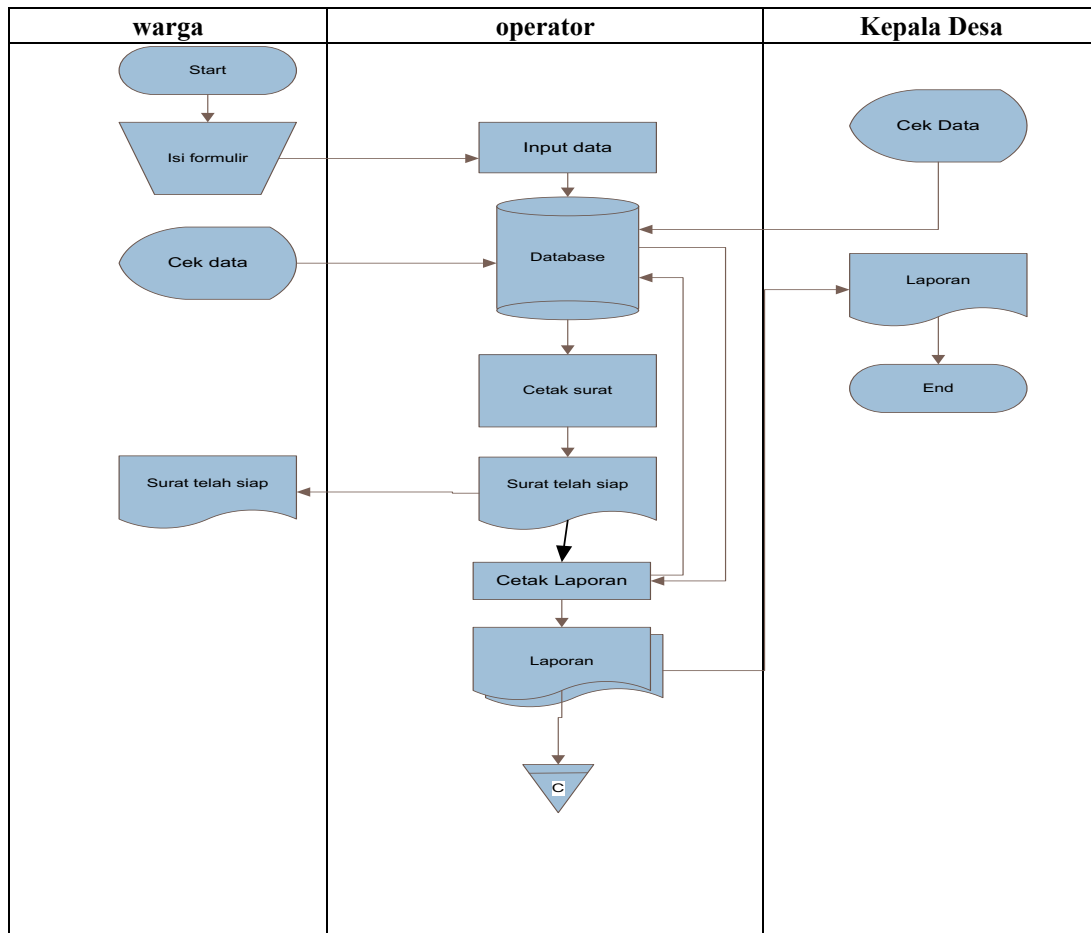 warga
operator
Kepala Desa
Start
Isi formulir
Input data
Cek Data
Cek data
Database
Laporan
Cetak surat
End
Surat telah siap
Surat telah siap
Cetak Laporan
Laporan
C